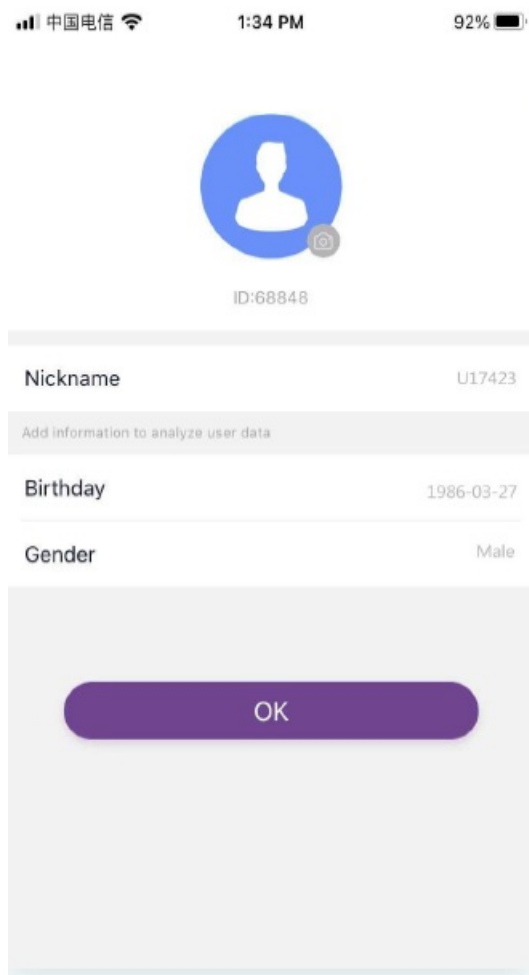 中国电信 1:34 PM 92%
ID:68848
Nickname U17423
Add information to analyze user data
Birthday 1986-03-27
Gender Male
OK